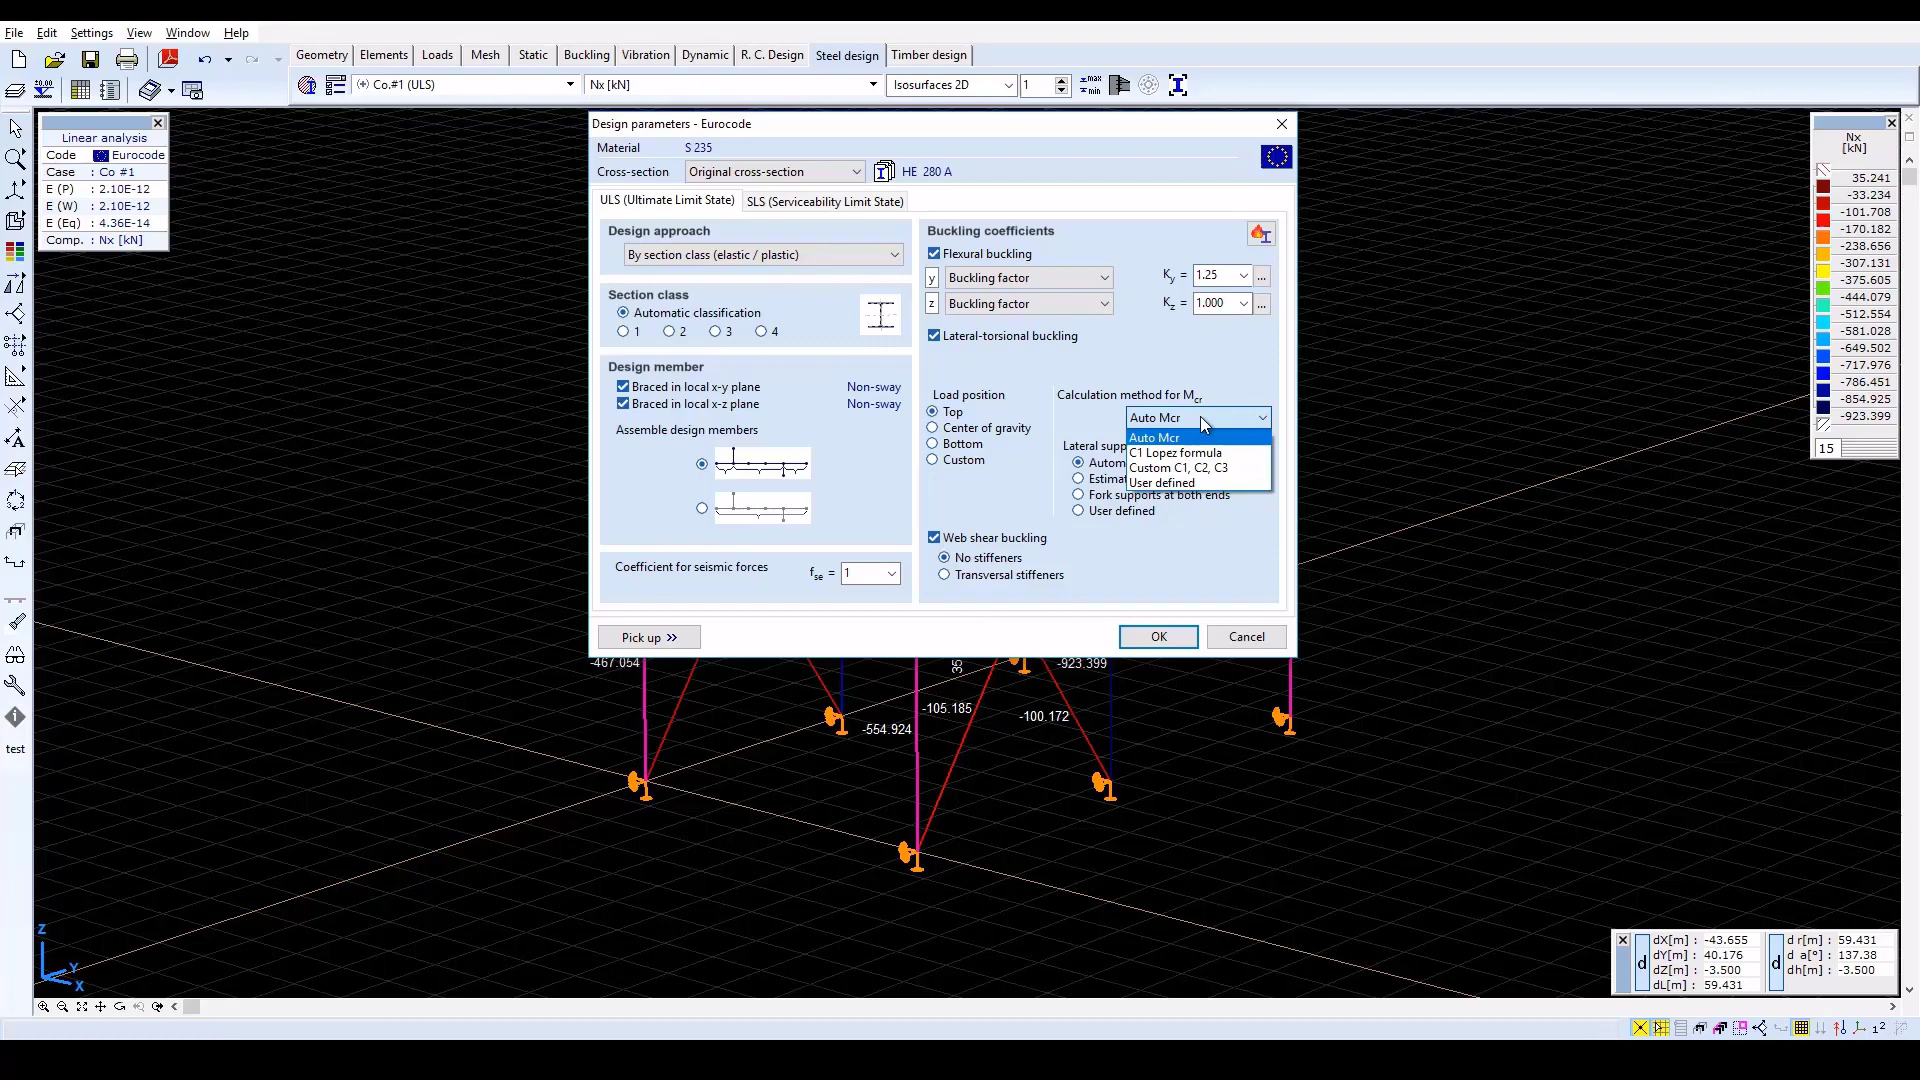 File Edit Settings View Window Help
Geometry Elements Loads Mesh Static Buckling Vibration Dynamic R. C. Design Steel design Timber design
Co.#1 (ULS) Nx [kN] Isosurfaces 2D 1
Linear analysis
Code Eurocode
Case : Co #1
E (P) : 2.10E-12
E (W) : 2.10E-12
E (Eq) : 4.36E-14
Comp. : Nx [kN]
Design parameters - Eurocode
Material S 235
Cross-section Original cross-section HE 280 A
ULS (Ultimate Limit State) SLS (Serviceability Limit State)
Design approach
By section class (elastic / plastic)
Section class
Automatic classification
1 2 3 4
Design member
Braced in local x-y plane Non-sway
Braced in local x-z plane Non-sway
Assemble design members
Coefficient for seismic forces fse = 1
Buckling coefficients
Flexural buckling
y Buckling factor Ky = 1.25 ...
z Buckling factor Kz = 1.000 ...
Lateral-torsional buckling
Load position
Top
Center of gravity
Bottom
Custom
Calculation method for Mcr
Auto Mcr
Auto Mcr
C1 Lopez formula
Custom C1, C2, C3
User defined
Lateral supp
Autom
Estimat
Fork supports at both ends
User defined
Web shear buckling
No stiffeners
Transversal stiffeners
Pick up >> OK Cancel
Nx
[kN]
35.241
-33.234
-101.708
-170.182
-238.656
-307.131
-375.605
-444.079
-512.554
-581.028
-649.502
-717.976
-786.451
-854.925
-923.399
15
-467.054
35
-923.399
-105.185
-100.172
-554.924
test
Z
Y
X
d dX[m] : -43.655
dY[m] : 40.176
dZ[m] : -3.500
dL[m] : 59.431
d d r[m] : 59.431
d a[°] : 137.38
dh[m] : -3.500